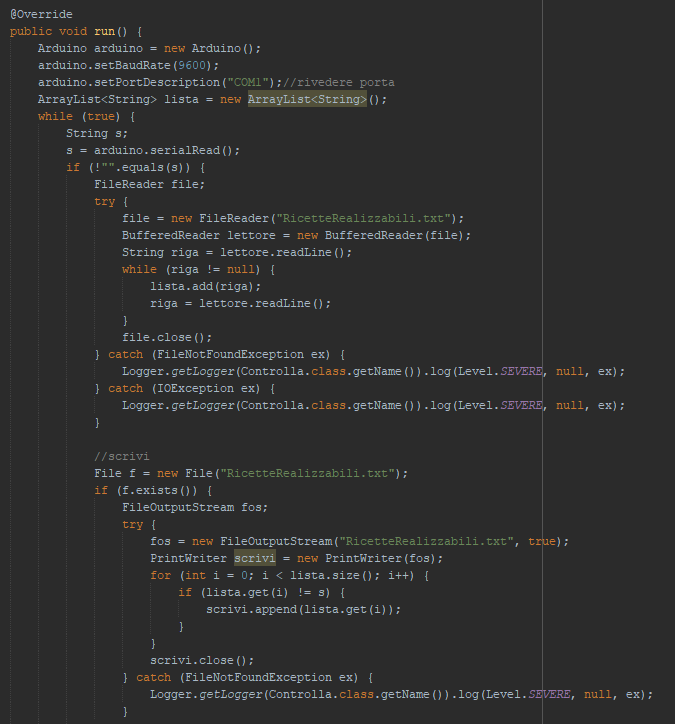 @Override
public void run() {
    Arduino arduino = new Arduino();
    arduino.setBaudRate(9600);
    arduino.setPortDescription("COM1");//rivedere porta
    ArrayList<String> lista = new ArrayList<String>();
    while (true) {
        String s;
        s = arduino.serialRead();
        if (!"".equals(s)) {
            FileReader file;
            try {
                file = new FileReader("RicetteRealizzabili.txt");
                BufferedReader lettore = new BufferedReader(file);
                String riga = lettore.readLine();
                while (riga != null) {
                    lista.add(riga);
                    riga = lettore.readLine();
                }
                file.close();
            } catch (FileNotFoundException ex) {
                Logger.getLogger(Controlla.class.getName()).log(Level.SEVERE, null, ex);
            } catch (IOException ex) {
                Logger.getLogger(Controlla.class.getName()).log(Level.SEVERE, null, ex);
            }

            //scrivi
            File f = new File("RicetteRealizzabili.txt");
            if (f.exists()) {
                FileOutputStream fos;
                try {
                    fos = new FileOutputStream("RicetteRealizzabili.txt", true);
                    PrintWriter scrivi = new PrintWriter(fos);
                    for (int i = 0; i < lista.size(); i++) {
                        if (lista.get(i) != s) {
                            scrivi.append(lista.get(i));
                        }
                    }
                    scrivi.close();
                } catch (FileNotFoundException ex) {
                    Logger.getLogger(Controlla.class.getName()).log(Level.SEVERE, null, ex);
                }